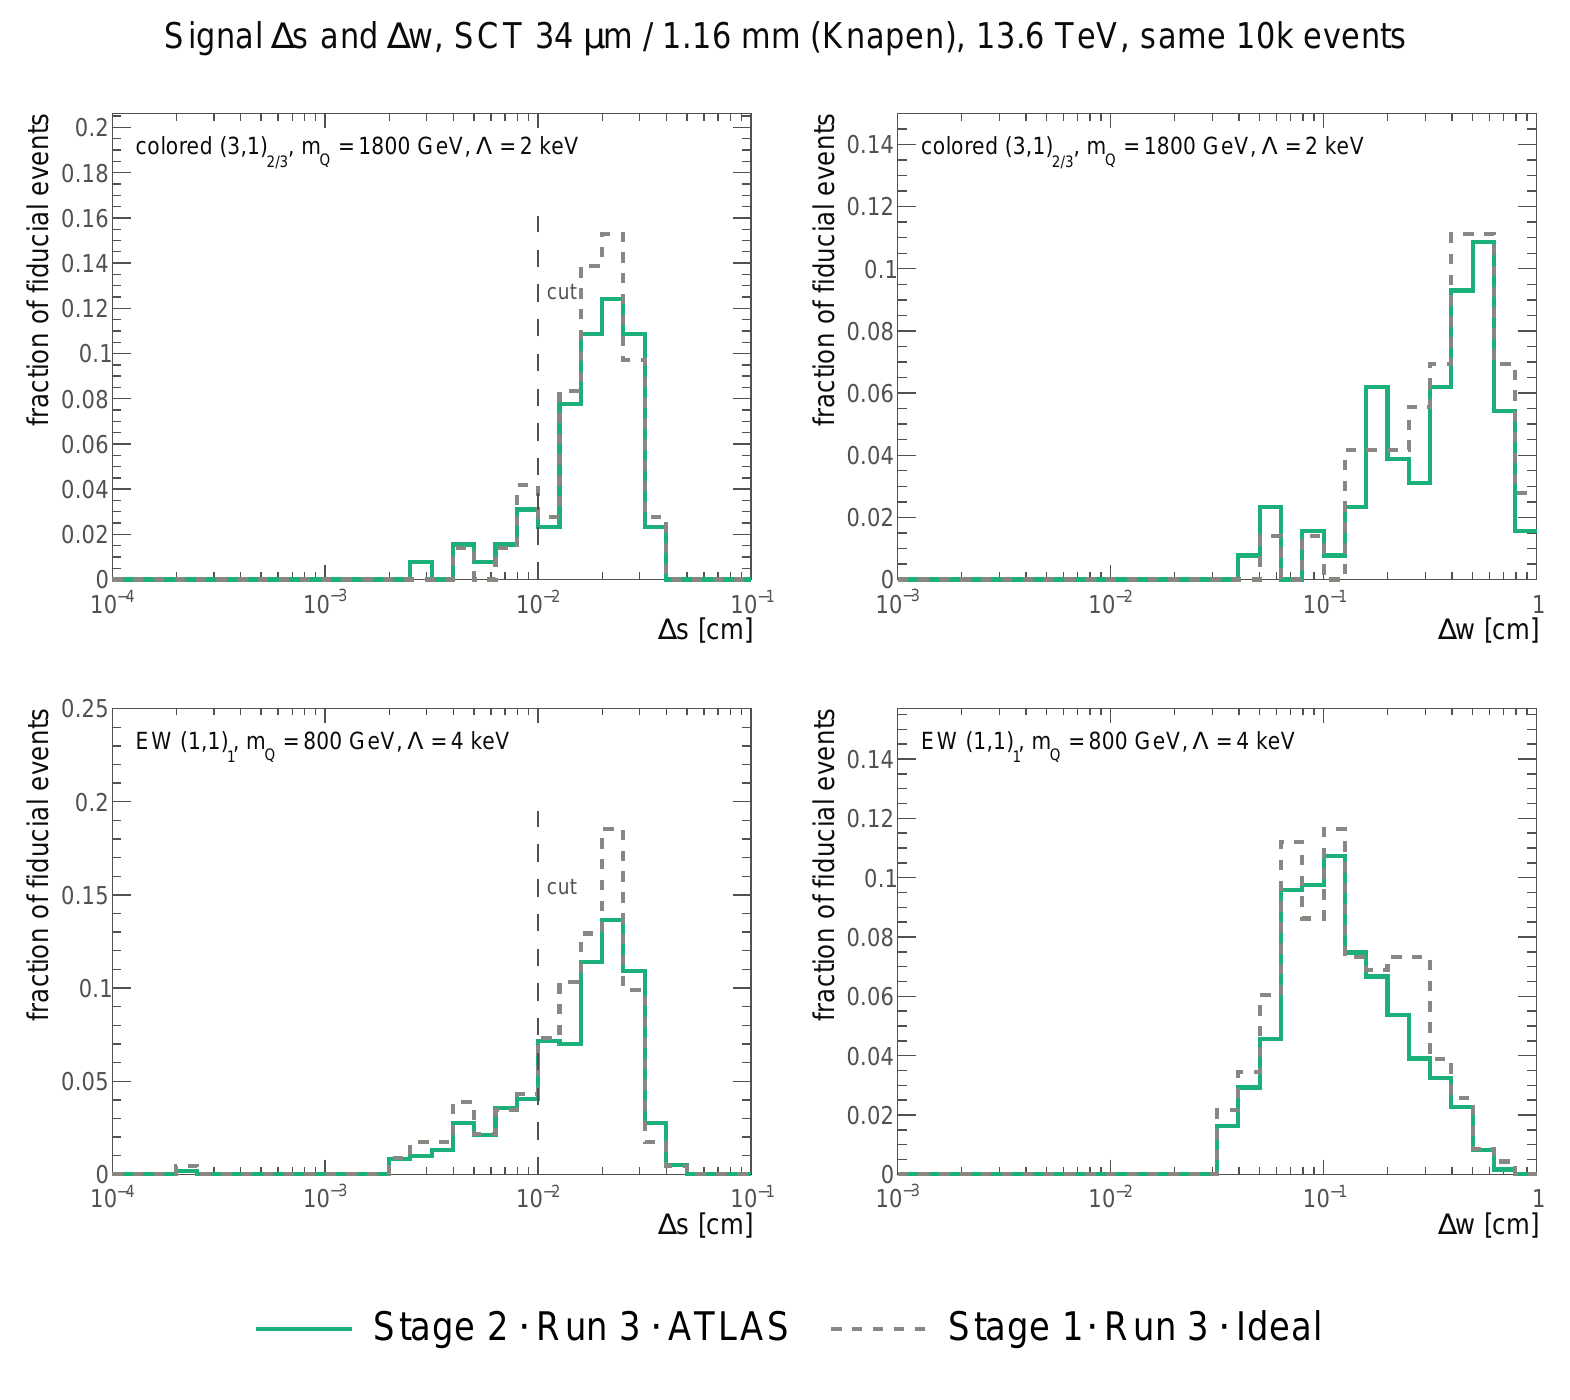 Signal Δs and Δw, SCT 34 μm / 1.16 mm (Knapen), 13.6 TeV, same 10k events
fraction of fiducial events
colored (3,1)2/3, mQ = 1800 GeV, Λ = 2 keV
cut
0.2
0.18
0.16
0.14
0.12
0.1
0.08
0.06
0.04
0.02
0
10−4
10−3
10−2
10−1
Δs [cm]
fraction of fiducial events
colored (3,1)2/3, mQ = 1800 GeV, Λ = 2 keV
0.14
0.12
0.1
0.08
0.06
0.04
0.02
0
10−3
10−2
10−1
1
Δw [cm]
fraction of fiducial events
EW (1,1)1, mQ = 800 GeV, Λ = 4 keV
cut
0.25
0.2
0.15
0.1
0.05
0
10−4
10−3
10−2
10−1
Δs [cm]
fraction of fiducial events
EW (1,1)1, mQ = 800 GeV, Λ = 4 keV
0.14
0.12
0.1
0.08
0.06
0.04
0.02
0
10−3
10−2
10−1
1
Δw [cm]
Stage 2 · Run 3 · ATLAS
Stage 1 · Run 3 · Ideal